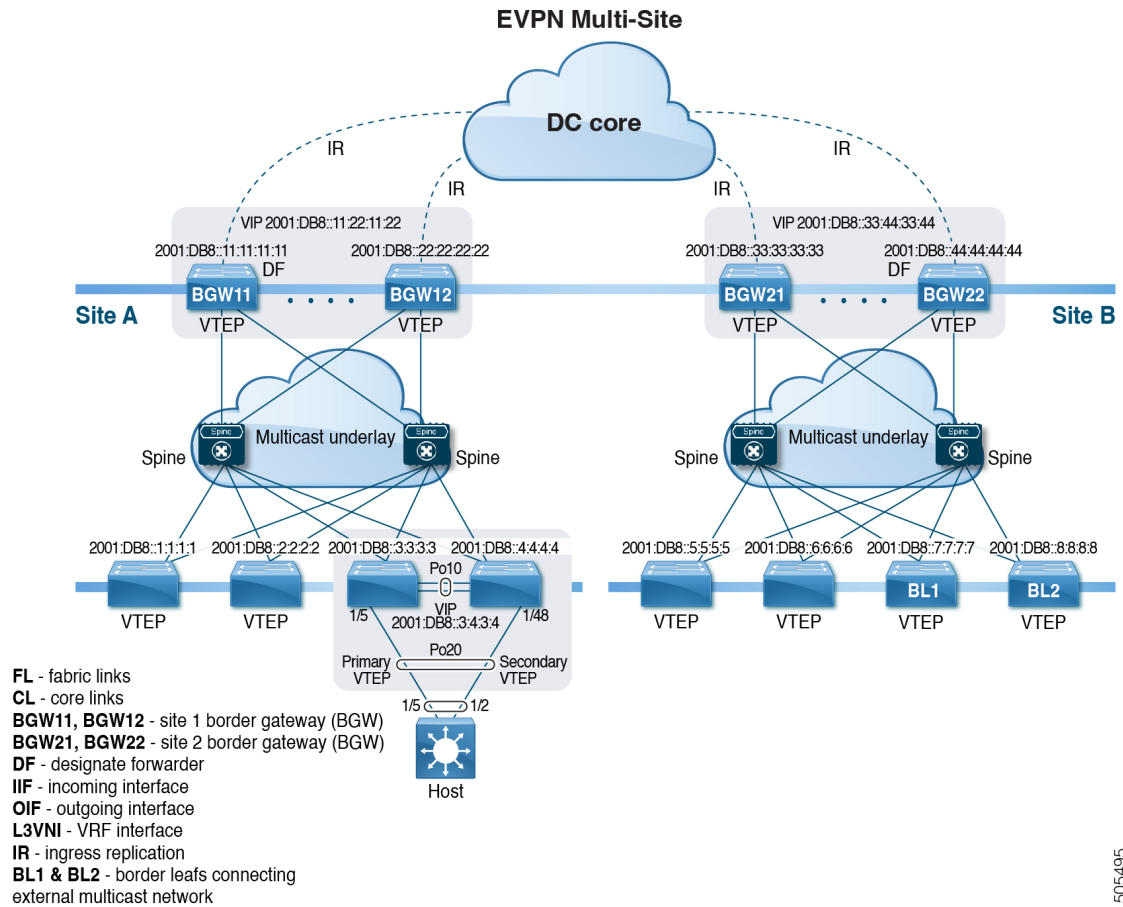 EVPN Multi-Site
DC core
IR
IR
IR
IR
VIP 2001:DB8::11:22:11:22
VIP 2001:DB8::33:44:33:44
2001:DB8::11:11:11:11
2001:DB8::22:22:22:22
2001:DB8::33:33:33:33
2001:DB8::44:44:44:44
DF
DF
BGW11
BGW12
BGW21
BGW22
Site A
Site B
VTEP
VTEP
VTEP
VTEP
Spine
Spine
Spine
Spine
Multicast underlay
Multicast underlay
Spine
Spine
Spine
Spine
2001:DB8::1:1:1:1
2001:DB8::2:2:2:2
2001:DB8::3:3:3:3
2001:DB8::4:4:4:4
2001:DB8::5:5:5:5
2001:DB8::6:6:6:6
2001:DB8::7:7:7:7
2001:DB8::8:8:8:8
Po10
BL1
BL2
VIP
2001:DB8::3:4:3:4
1/5
1/48
VTEP
VTEP
VTEP
VTEP
VTEP
VTEP
Po20
Primary
VTEP
Secondary
VTEP
1/5
1/2
Host
FL - fabric links
CL - core links
BGW11, BGW12 - site 1 border gateway (BGW)
BGW21, BGW22 - site 2 border gateway (BGW)
DF - designate forwarder
IIF - incoming interface
OIF - outgoing interface
L3VNI - VRF interface
IR - ingress replication
BL1 & BL2 - border leafs connecting
external multicast network
505495